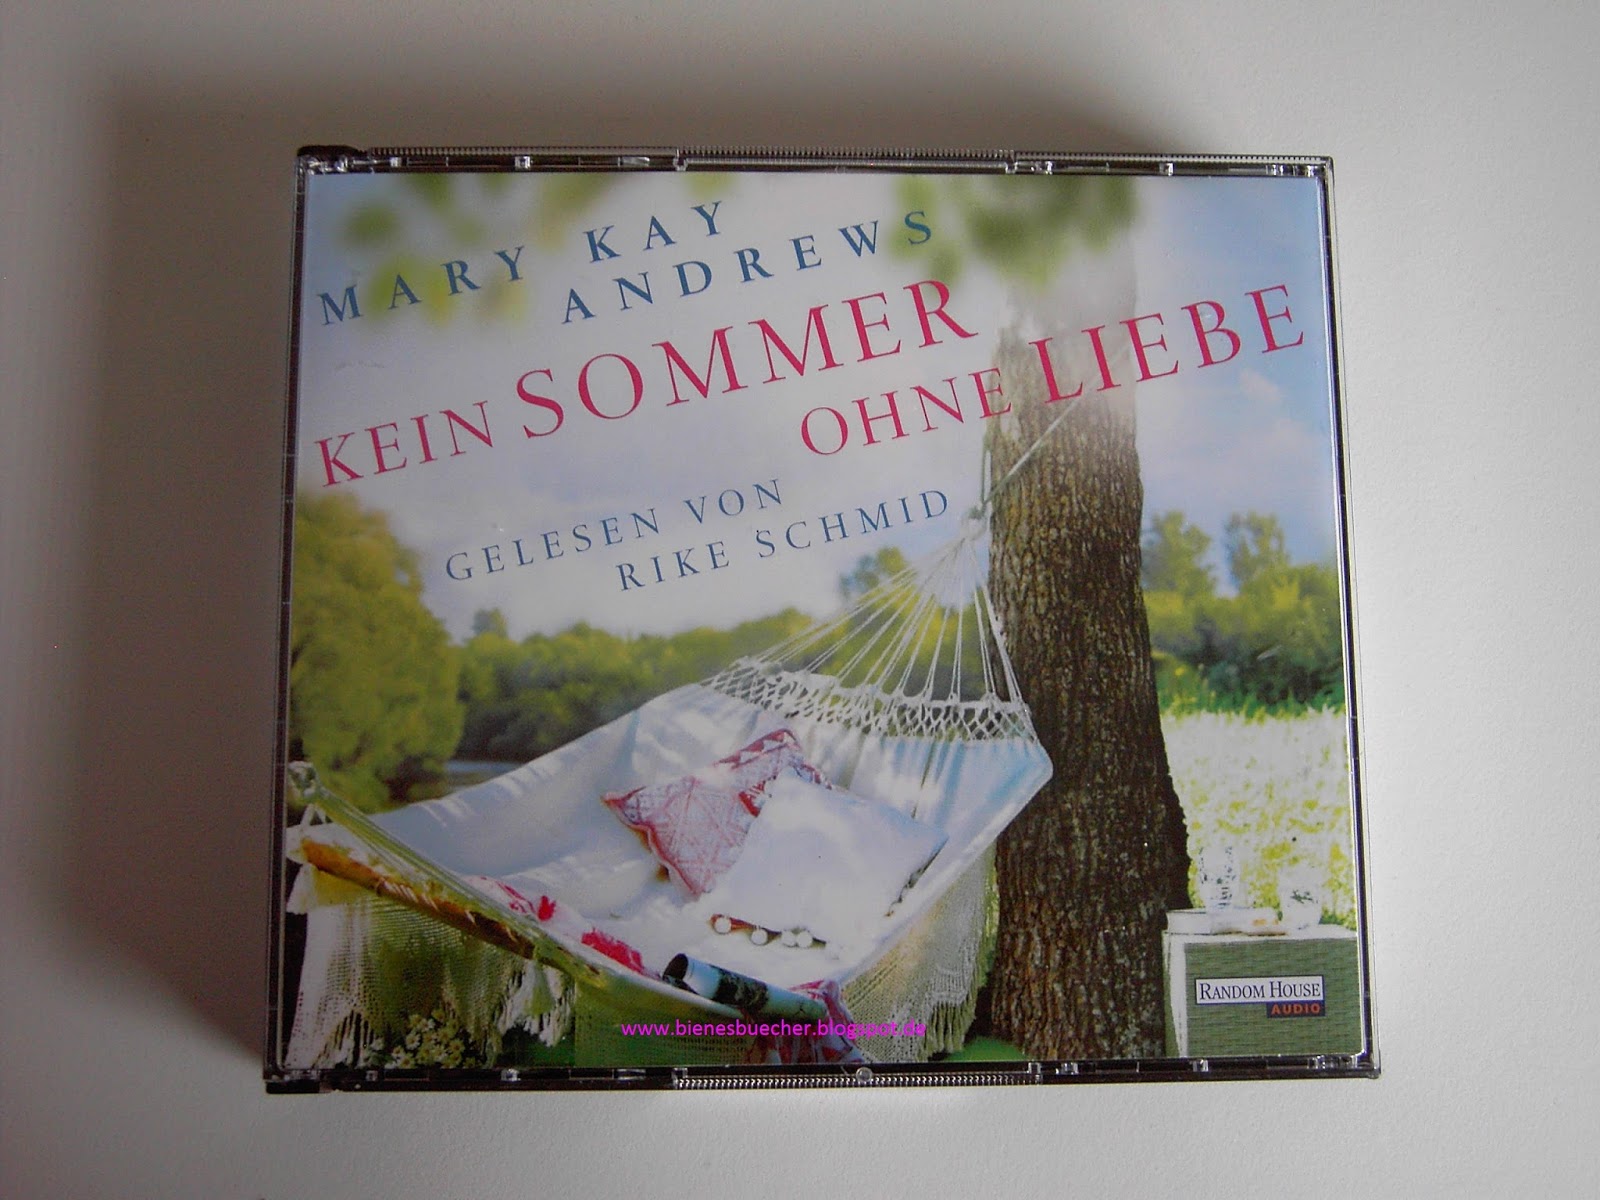 MARY KAY
ANDREWS
KEIN SOMMER
OHNE LIEBE
GELESEN VON
RIKE SCHMID
RANDOM HOUSE
AUDIO
www.bienesbuecher.blogspot.de